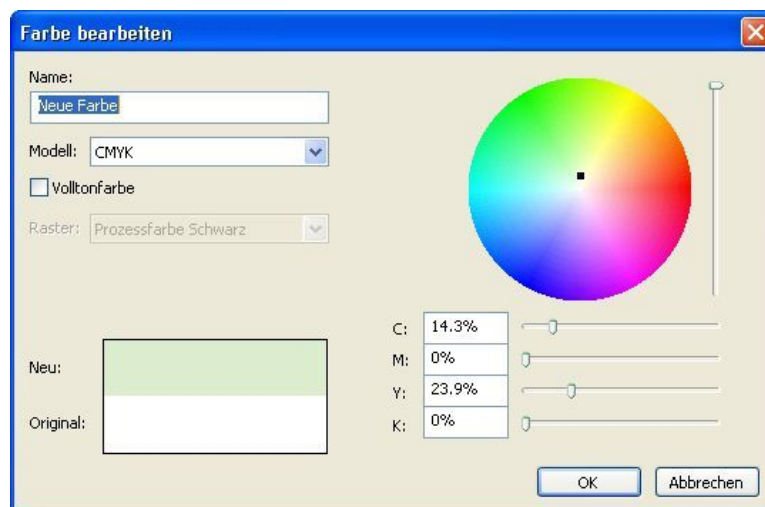 Farbe bearbeiten
Name:
Neue Farbe
Modell: CMYK
Volltonfarbe
Raster: Prozessfarbe Schwarz
C: 14.3%
M: 0%
Neu:
Y: 23.9%
Original:
K: 0%
OK Abbrechen